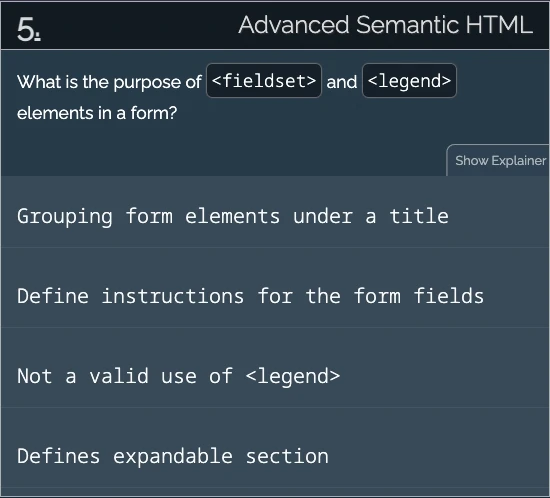 5.
Advanced Semantic HTML
What is the purpose of <fieldset> and <legend>
elements in a form?
Show Explainer
Grouping form elements under a title
Define instructions for the form fields
Not a valid use of <legend>
Defines expandable section